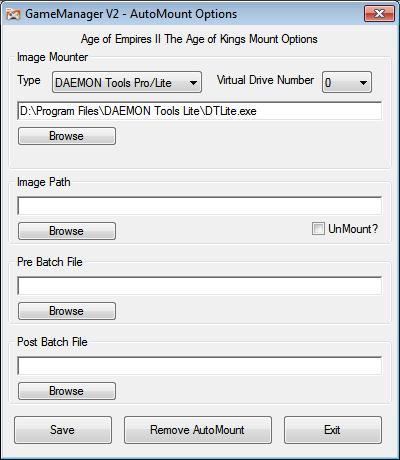 GameManager V2 - AutoMount Options
Age of Empires II The Age of Kings Mount Options
Image Mounter
Type DAEMON Tools Pro/Lite Virtual Drive Number 0
D:\Program Files\DAEMON Tools Lite\DTLite.exe
Browse
Image Path
Browse UnMount?
Pre Batch File
Browse
Post Batch File
Browse
Save Remove AutoMount Exit